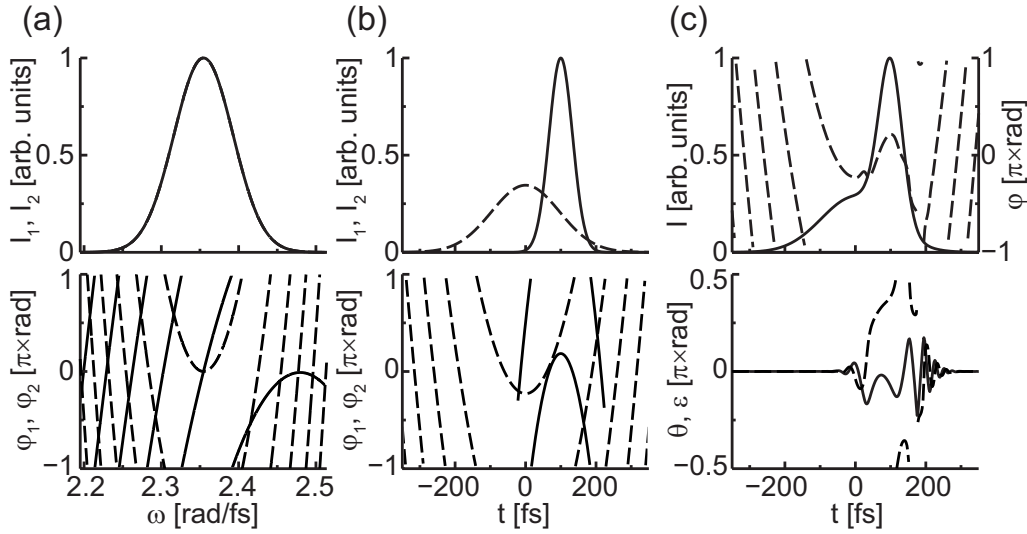 (a)
(b)
(c)
1
0.5
0
I₁, I₂ [arb. units]
1
0.5
0
I₁, I₂ [arb. units]
1
0.5
0
I [arb. units]
1
0
−1
φ [π×rad]
1
0
−1
φ₁, φ₂ [π×rad]
2.2
2.3
2.4
2.5
ω [rad/fs]
1
0
−1
φ₁, φ₂ [π×rad]
−200
0
200
t [fs]
0.5
0
−0.5
θ, ε [π×rad]
−200
0
200
t [fs]